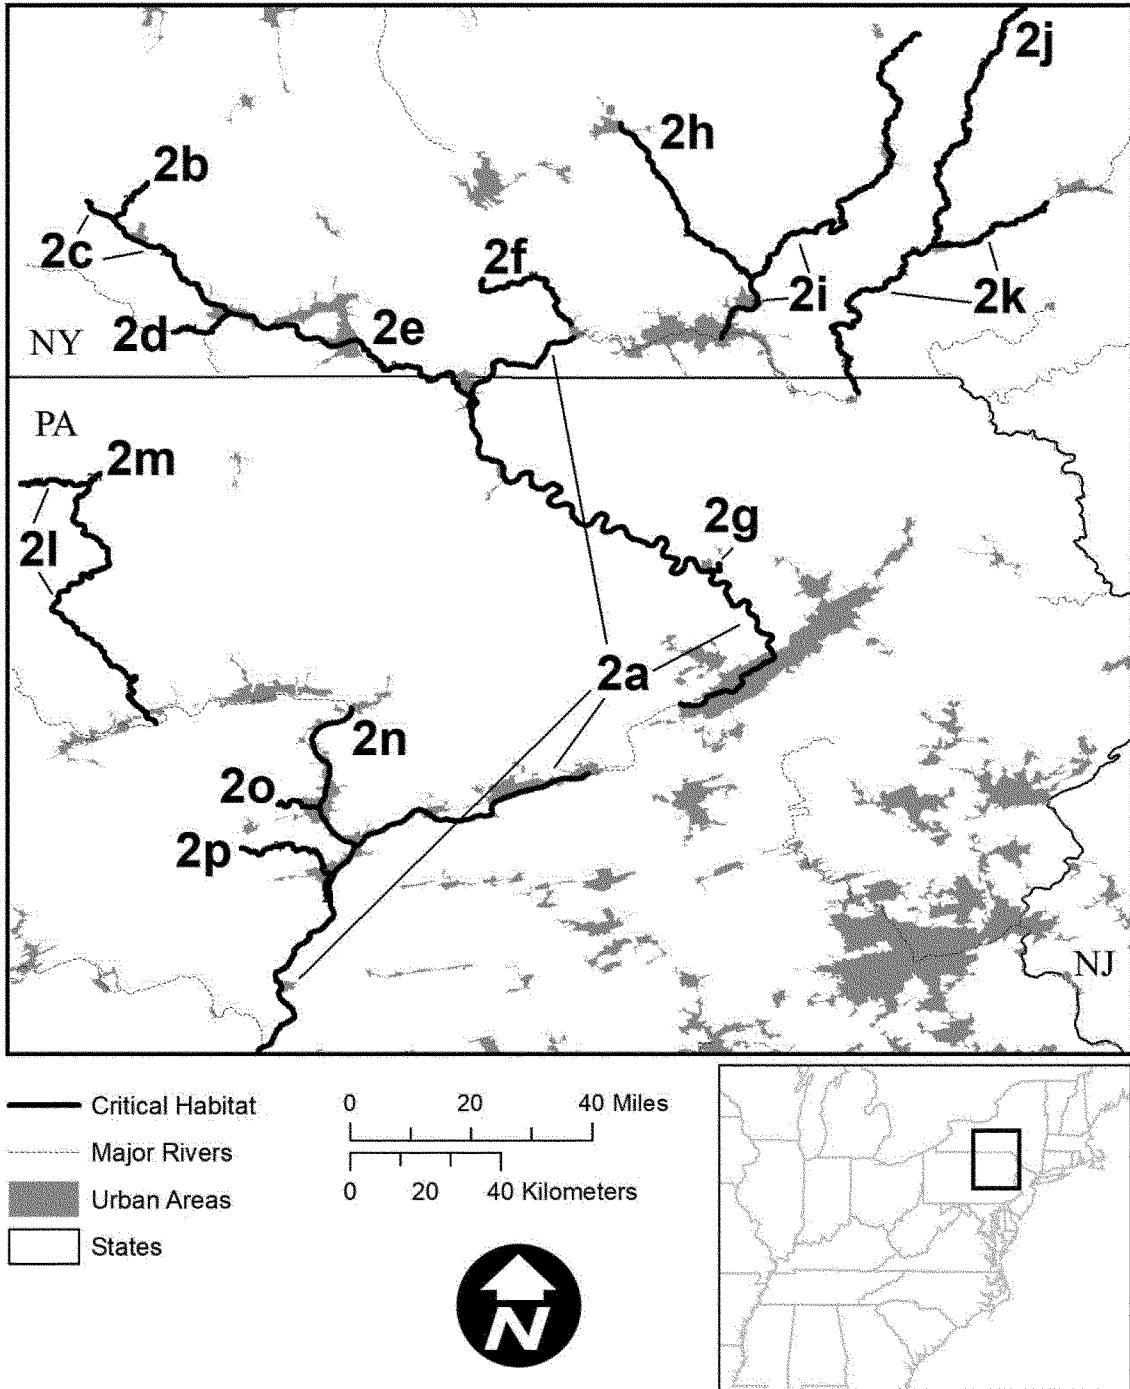 2j
2h
2b
2c
2f
2i
2k
2d
2e
NY
PA
2m
2g
2l
2a
2n
2o
2p
NJ
Critical Habitat
Major Rivers
Urban Areas
States
0 20 40 Miles
0 20 40 Kilometers
N